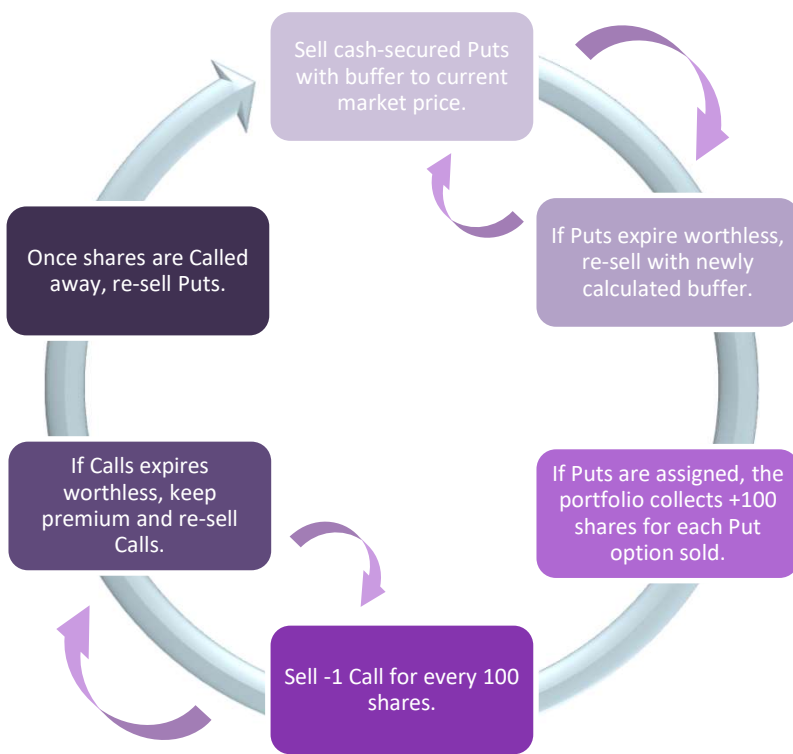 Sell cash-secured Puts
with buffer to current
market price.
If Puts expire worthless,
re-sell with newly
calculated buffer.
If Puts are assigned, the
portfolio collects +100
shares for each Put
option sold.
Sell -1 Call for every 100
shares.
If Calls expires
worthless, keep
premium and re-sell
Calls.
Once shares are Called
away, re-sell Puts.